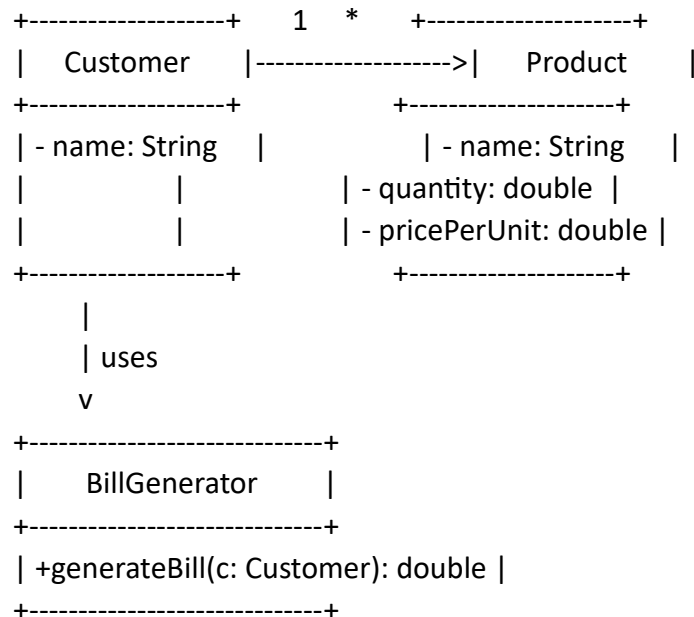 +--------------------+ 1 * +---------------------+
| Customer |-------------------->| Product |
+--------------------+ +---------------------+
| - name: String | | - name: String |
| | | - quantity: double |
| | | - pricePerUnit: double |
+--------------------+ +---------------------+
|
| uses
v
+------------------------------+
| BillGenerator |
+------------------------------+
| +generateBill(c: Customer): double |
+------------------------------+